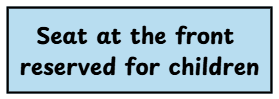 Seat at the front
reserved for children